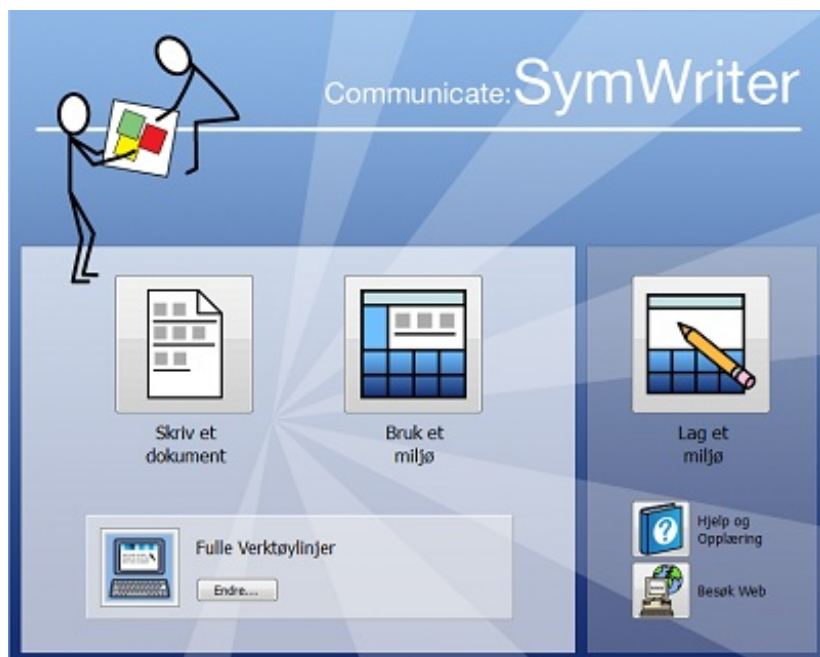 Communicate: SymWriter
Skriv et
dokument
Bruk et
miljø
Lag et
miljø
Fulle Verktøylinjer
Endre....
Hjelp og
Opplæring
Besøk Web